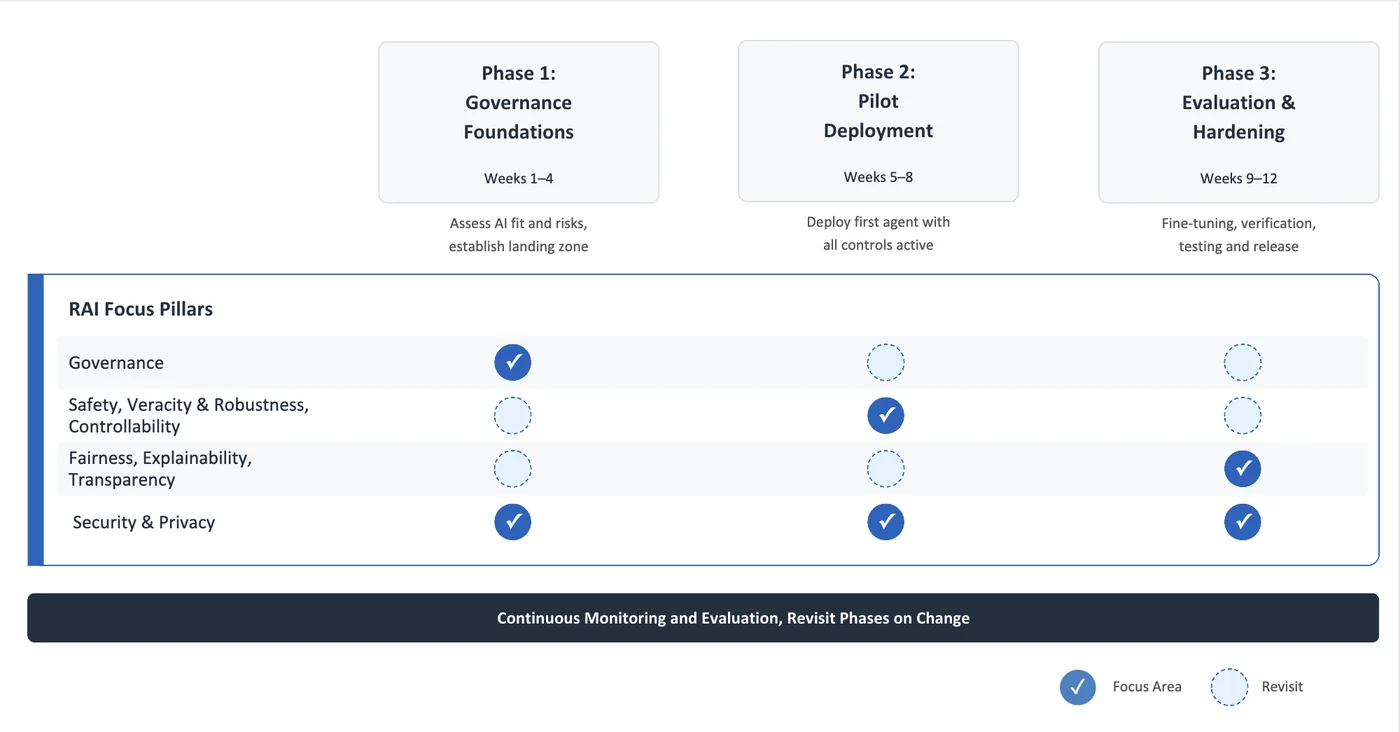 Phase 1:
Governance
Foundations
Weeks 1–4
Assess AI fit and risks,
establish landing zone
Phase 2:
Pilot
Deployment
Weeks 5–8
Deploy first agent with
all controls active
Phase 3:
Evaluation &
Hardening
Weeks 9–12
Fine-tuning, verification,
testing and release
RAI Focus Pillars
Governance
Safety, Veracity & Robustness,
Controllability
Fairness, Explainability,
Transparency
Security & Privacy
Continuous Monitoring and Evaluation, Revisit Phases on Change
Focus Area
Revisit